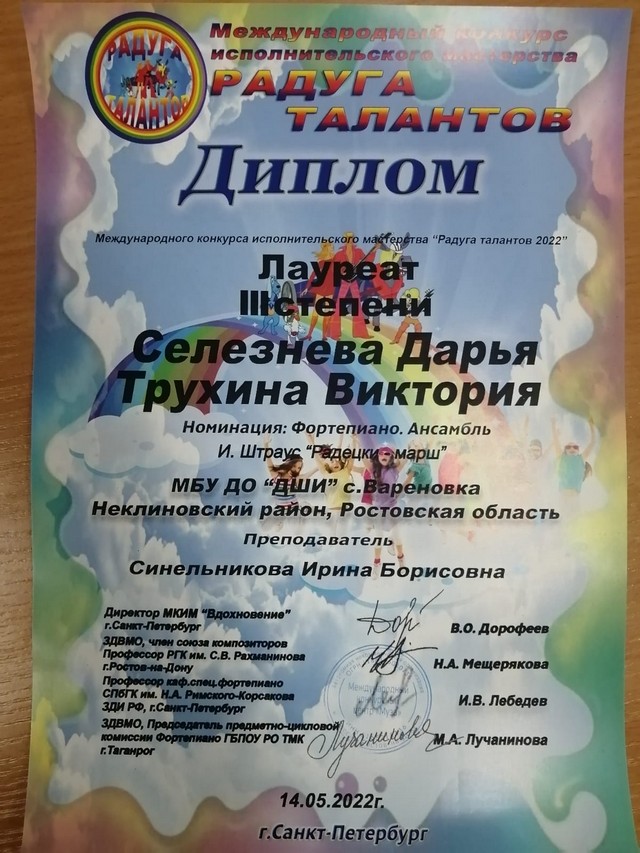 РАДУГА
ТАЛАНТОВ
Международный Конкурс
исполнительского мастерства
РАДУГА
ТАЛАНТОВ
Диплом
Международного конкурса исполнительского мастерства “Радуга талантов 2022”
Лауреат
III степени
Селезнева Дарья
Трухина Виктория
Номинация: Фортепиано. Ансамбль
И. Штраус “Радецки - марш”
МБУ ДО “ДШИ” с.Вареновка
Неклиновский район, Ростовская область
Преподаватель
Синельникова Ирина Борисовна
Директор МКИМ “Вдохновение”
г.Санкт-Петербург
В.О. Дорофеев
ЗДВМО, член союза композиторов
Профессор РГК им. С.В. Рахманинова
г.Ростов-на-Дону
Н.А. Мещерякова
Профессор каф.спец.фортепиано
СПбГК им. Н.А. Римского-Корсакова
ЗДИ РФ, г.Санкт-Петербург
И.В. Лебедев
ЗДВМО, Председатель предметно-цикловой
комиссии Фортепиано ГБПОУ РО ТМК
г.Таганрог
М.А. Лучанинова
Международный
14.05.2022г.
г.Санкт-Петербург